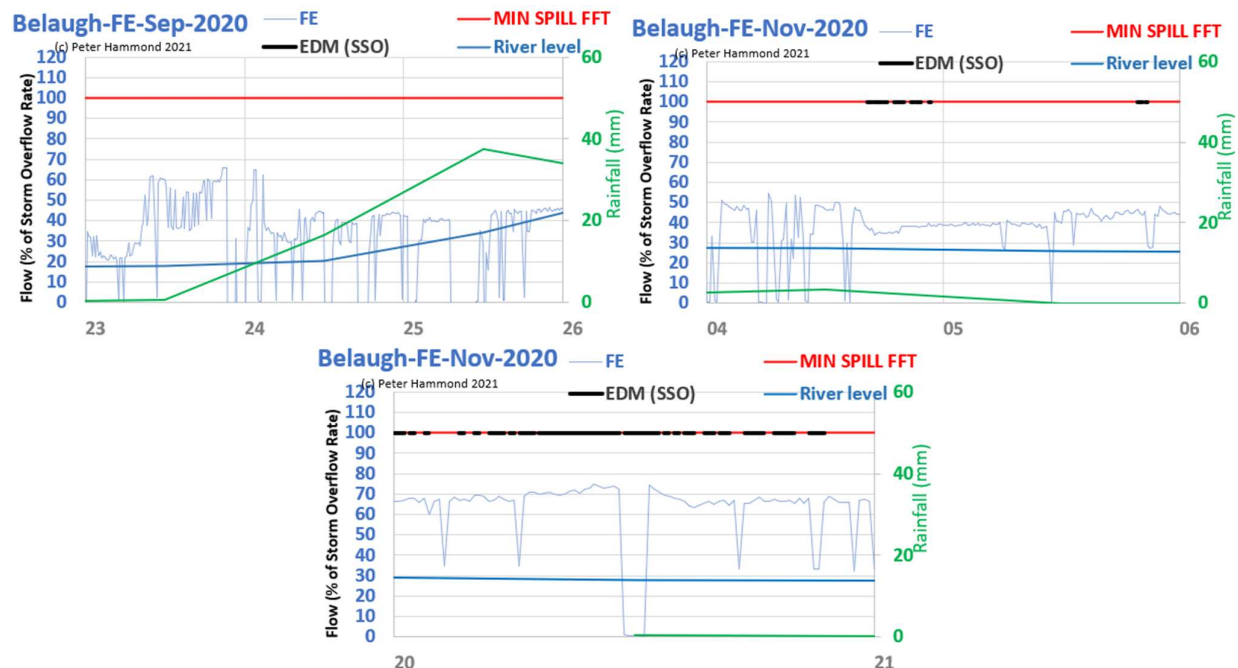 Belaugh-FE-Sep-2020
FE
MIN SPILL FFT
(c) Peter Hammond 2021
EDM (SSO)
River level
Flow (% of Storm Overflow Rate)
120
110
100
90
80
70
60
50
40
30
20
10
0
60
40
20
0
Rainfall (mm)
23
24
25
26
Belaugh-FE-Nov-2020
FE
MIN SPILL FFT
(c) Peter Hammond 2021
EDM (SSO)
River level
Flow (% of Storm Overflow Rate)
120
110
100
90
80
70
60
50
40
30
20
10
0
60
40
20
0
Rainfall (mm)
04
05
06
Belaugh-FE-Nov-2020
FE
MIN SPILL FFT
(c) Peter Hammond 2021
EDM (SSO)
River level
Flow (% of Storm Overflow Rate)
120
110
100
90
80
70
60
50
40
30
20
10
0
60
40
20
0
Rainfall (mm)
20
21